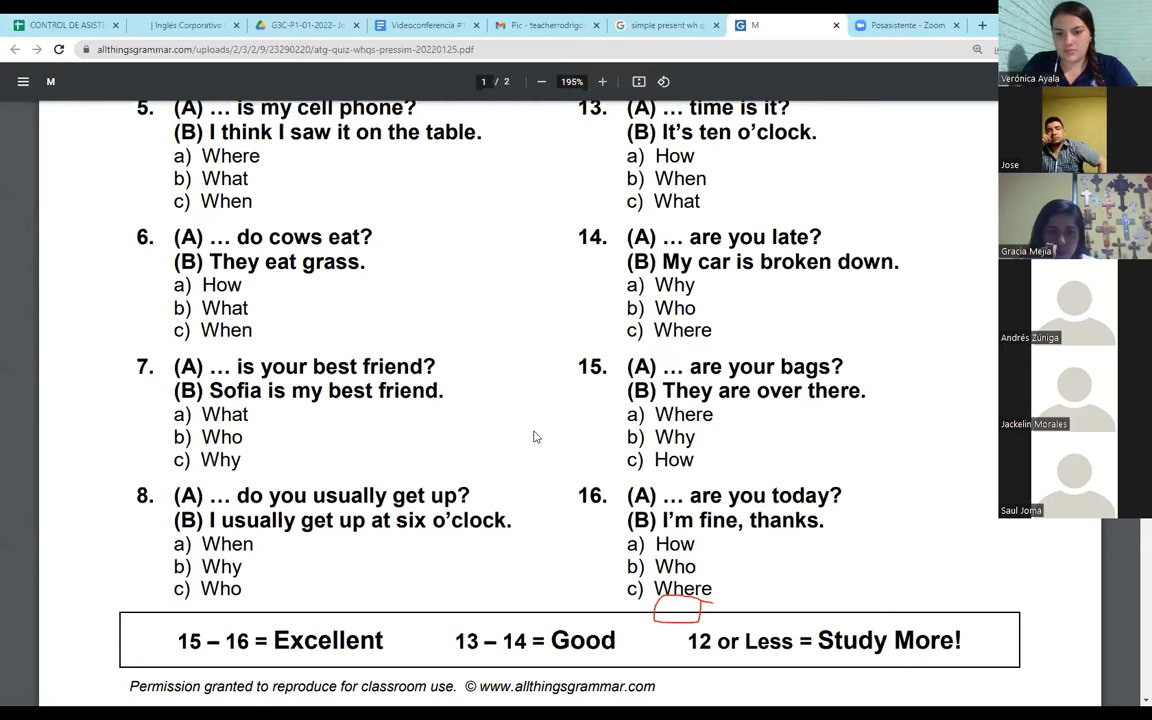 CONTROL DE ASISTE
| Inglés Corporativo
G3C-P1-01-2022- Jo
Videoconferencia #1
Pic - teacherrodrigo
simple present wh q
M
Posasistente - Zoom
allthingsgrammar.com/uploads/2/3/2/9/23290220/atg-quiz-whqs-pressim-20220125.pdf
M
1 / 2
195%
5. (A) … is my cell phone?
(B) I think I saw it on the table.
a) Where
b) What
c) When
6. (A) … do cows eat?
(B) They eat grass.
a) How
b) What
c) When
7. (A) … is your best friend?
(B) Sofia is my best friend.
a) What
b) Who
c) Why
8. (A) … do you usually get up?
(B) I usually get up at six o’clock.
a) When
b) Why
c) Who
13. (A) … time is it?
(B) It’s ten o’clock.
a) How
b) When
c) What
14. (A) … are you late?
(B) My car is broken down.
a) Why
b) Who
c) Where
15. (A) … are your bags?
(B) They are over there.
a) Where
b) Why
c) How
16. (A) … are you today?
(B) I’m fine, thanks.
a) How
b) Who
c) Where
15 – 16 = Excellent
13 – 14 = Good
12 or Less = Study More!
Permission granted to reproduce for classroom use. © www.allthingsgrammar.com
Verónica Ayala
Jose
Gracia Mejía
Andrés Zúniga
Jackelin Morales
Saul Joma